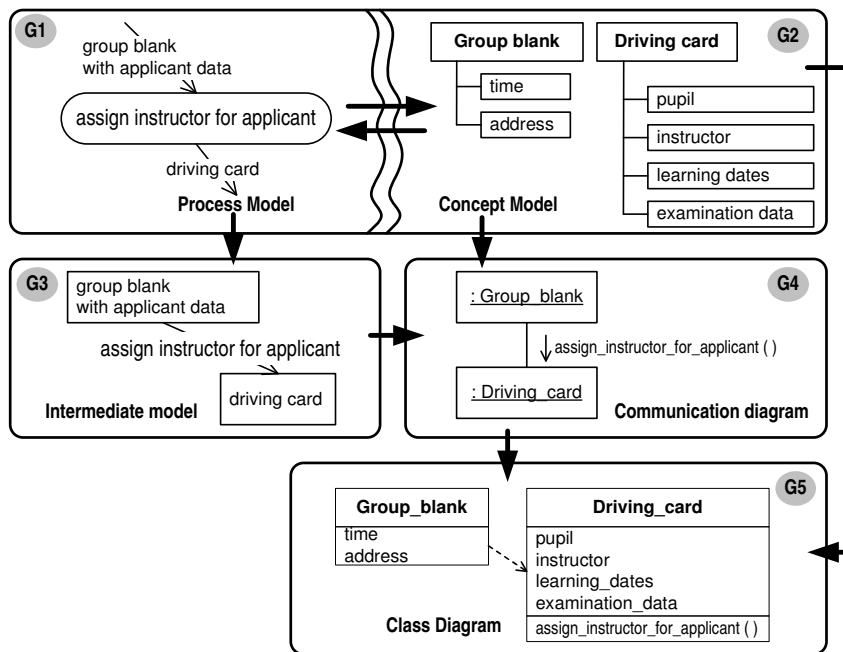 G1
group blank
with applicant data
assign instructor for applicant
driving card
Process Model
G2
Group blank
time
address
Driving card
pupil
instructor
learning dates
examination data
Concept Model
G3
group blank
with applicant data
assign instructor for applicant
driving card
Intermediate model
G4
: Group_blank
assign_instructor_for_applicant ( )
: Driving_card
Communication diagram
G5
Group_blank
time
address
Driving_card
pupil
instructor
learning_dates
examination_data
assign_instructor_for_applicant ( )
Class Diagram